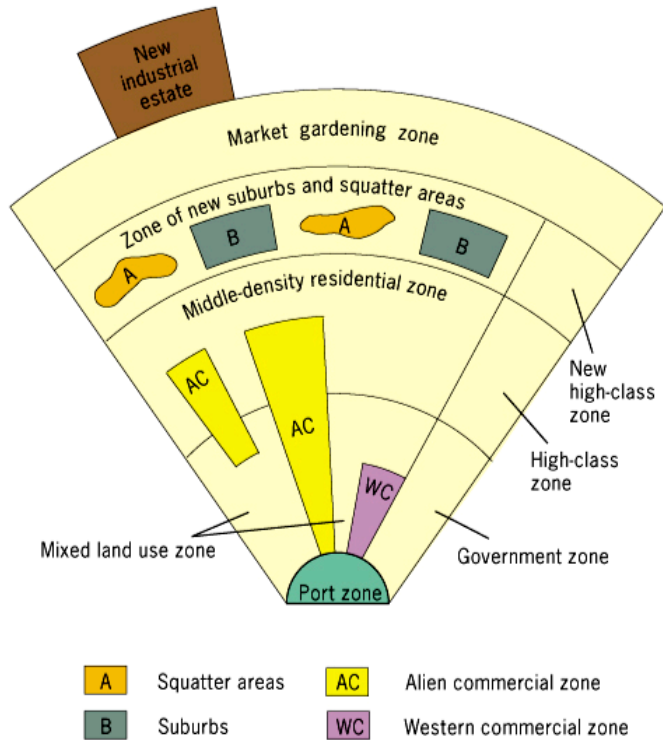 New
industrial
estate
Market gardening zone
Zone of new suburbs and squatter areas
A
B
A
B
Middle-density residential zone
AC
AC
WC
New
high-class
zone
High-class
zone
Mixed land use zone
Government zone
Port zone
A Squatter areas
AC Alien commercial zone
B Suburbs
WC Western commercial zone